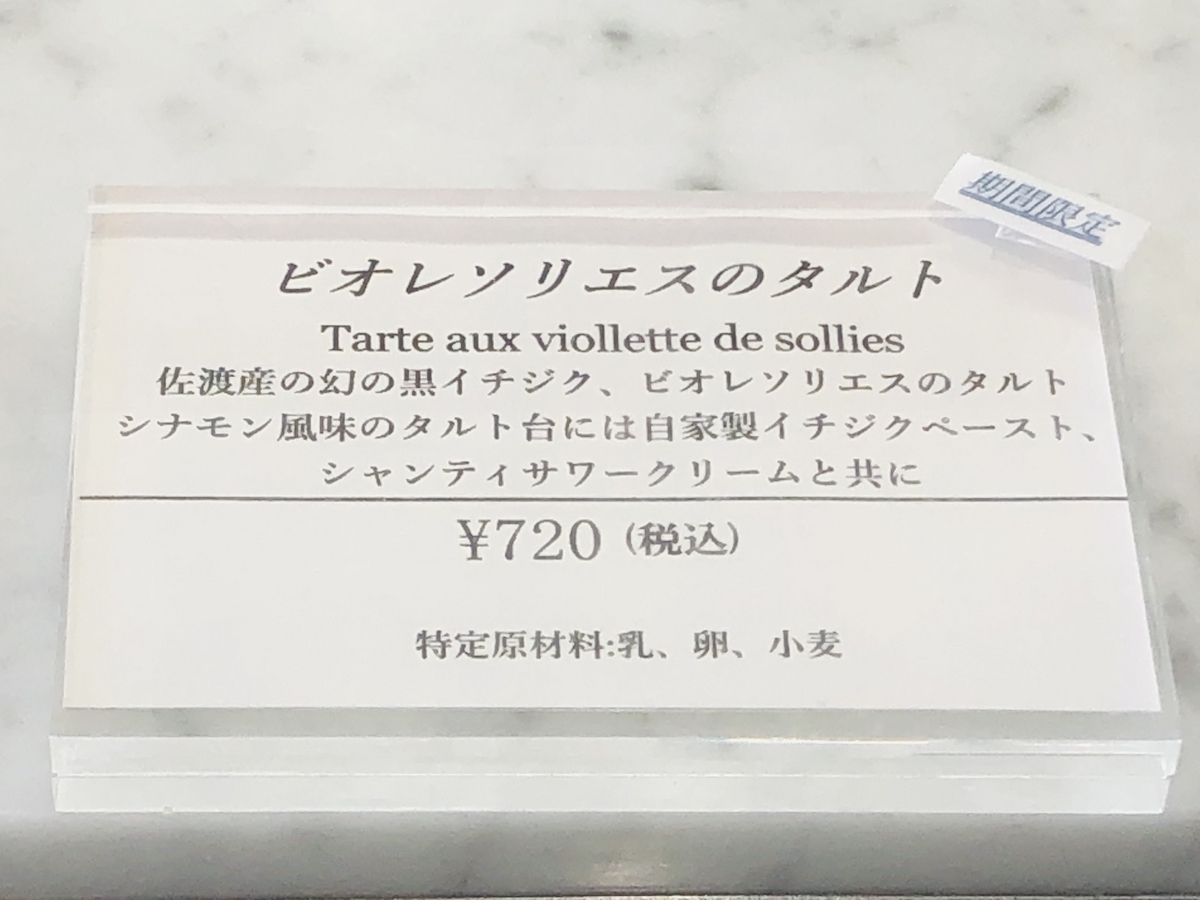 期間限定
ビオレソリエスのタルト
Tarte aux viollette de sollies
佐渡産の幻の黒イチジク、ビオレソリエスのタルト
シナモン風味のタルト台には自家製イチジクペースト、
シャンティサワークリームと共に
¥720 (税込)
特定原材料:乳、卵、小麦